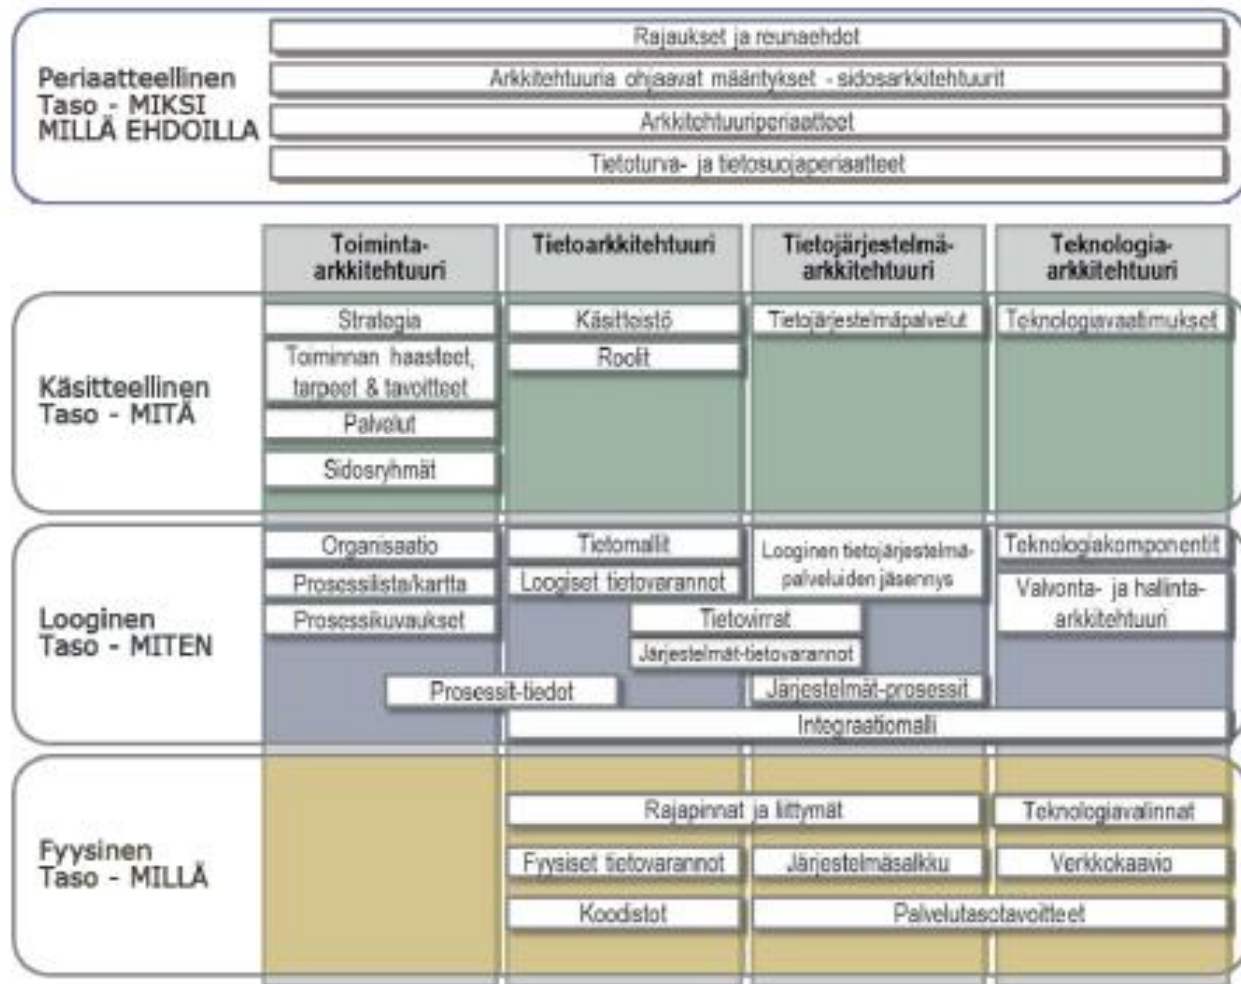 Periaatteellinen
Taso - MIKSI
MILLÄ EHDOILLA
Rajaukset ja reunaehdot
Arkkitehtuuria ohjaavat määritykset - sidosarkkitehtuurit
Arkkitehtuuriperiaatteet
Tietoturva- ja tietosuojaperiaatteet
Toiminta-
arkkitehtuuri
Tietoarkkitehtuuri
Tietojärjestelmä-
arkkitehtuuri
Teknologia-
arkkitehtuuri
Käsitteellinen
Taso - MITÄ
Strategia
Toiminnan haasteet,
tarpeet & tavoitteet
Palvelut
Sidosryhmät
Käsitteistö
Roolit
Tietojärjestelmäpalvelut
Teknologiavaatimukset
Looginen
Taso - MITEN
Organisaatio
Prosessilista/kartta
Prosessikuvaukset
Tietomallit
Loogiset tietovarannot
Looginen tietojärjestelmä-
palveluiden jäsennys
Teknologiakomponentit
Valvonta- ja hallinta-
arkkitehtuuri
Tietovirrat
Järjestelmät-tietovarannot
Prosessit-tiedot
Järjestelmät-prosessit
Integraatiomalli
Fyysinen
Taso - MILLÄ
Rajapinnat ja liittymät
Teknologiavalinnat
Fyysiset tietovarannot
Järjestelmäsalkku
Verkkokaavio
Koodistot
Palvelutasotavoitteet